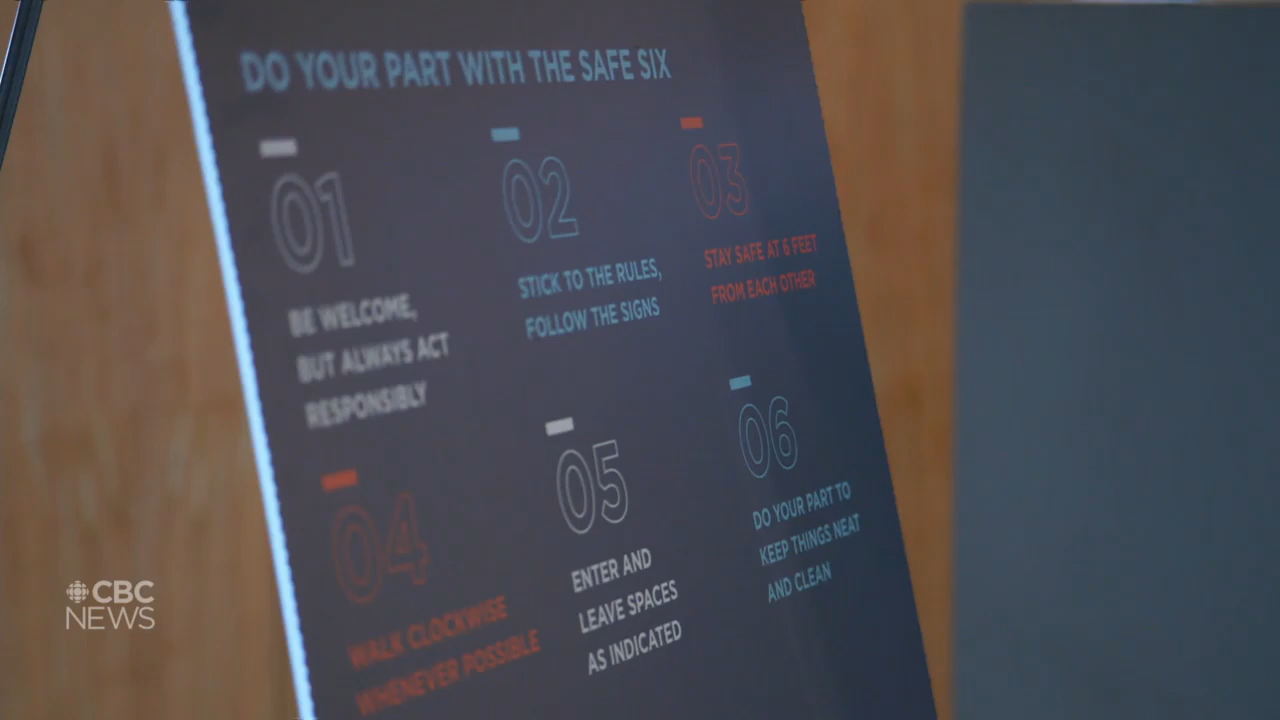 DO YOUR PART WITH THE SAFE SIX
01
BE WELCOME,
BUT ALWAYS ACT
RESPONSIBLY
02
STICK TO THE RULES,
FOLLOW THE SIGNS
03
STAY SAFE AT 6 FEET
FROM EACH OTHER
04
WALK CLOCKWISE
WHENEVER POSSIBLE
05
ENTER AND
LEAVE SPACES
AS INDICATED
06
DO YOUR PART TO
KEEP THINGS NEAT
AND CLEAN
CBC
NEWS